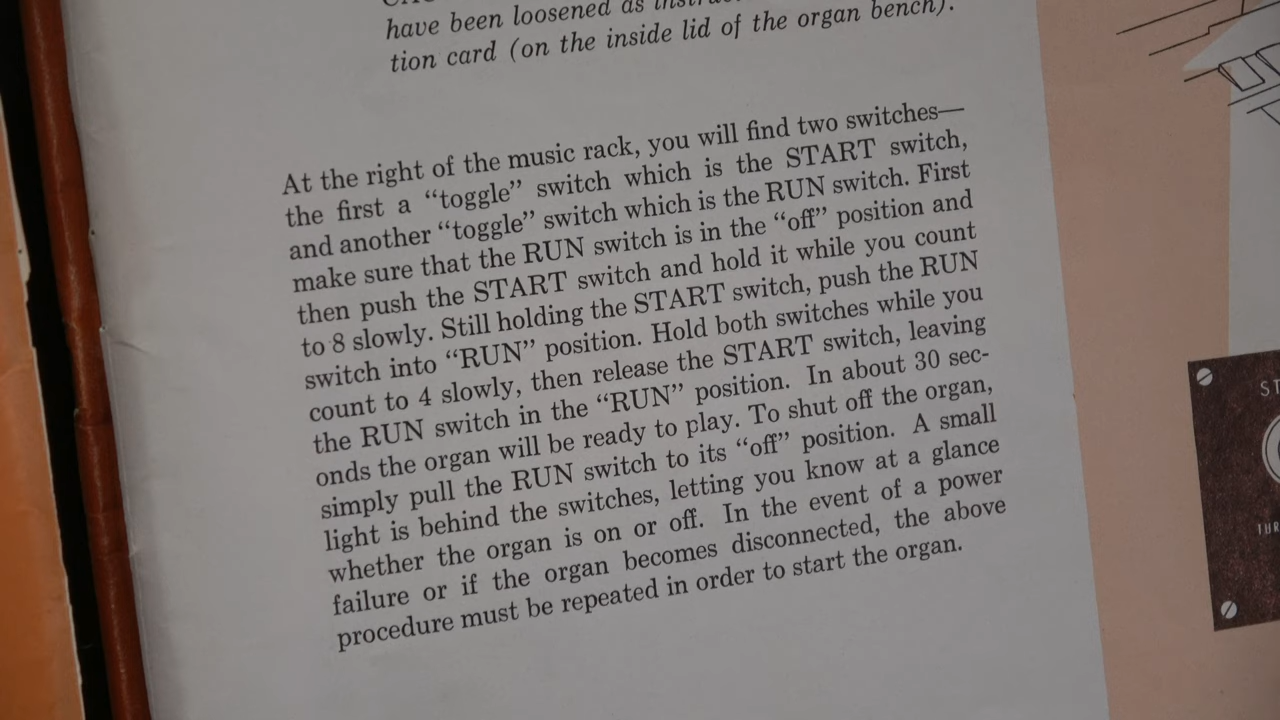 have been loosened as
tion card (on the inside lid of the organ bench).
At the right of the music rack, you will find two switches—
the first a “toggle” switch which is the START switch,
and another “toggle” switch which is the RUN switch. First
make sure that the RUN switch is in the “off” position and
then push the START switch and hold it while you count
to 8 slowly. Still holding the START switch, push the RUN
switch into “RUN” position. Hold both switches while you
count to 4 slowly, then release the START switch, leaving
the RUN switch in the “RUN” position. In about 30 sec-
onds the organ will be ready to play. To shut off the organ,
simply pull the RUN switch to its “off” position. A small
light is behind the switches, letting you know at a glance
whether the organ is on or off. In the event of a power
failure or if the organ becomes disconnected, the above
procedure must be repeated in order to start the organ.